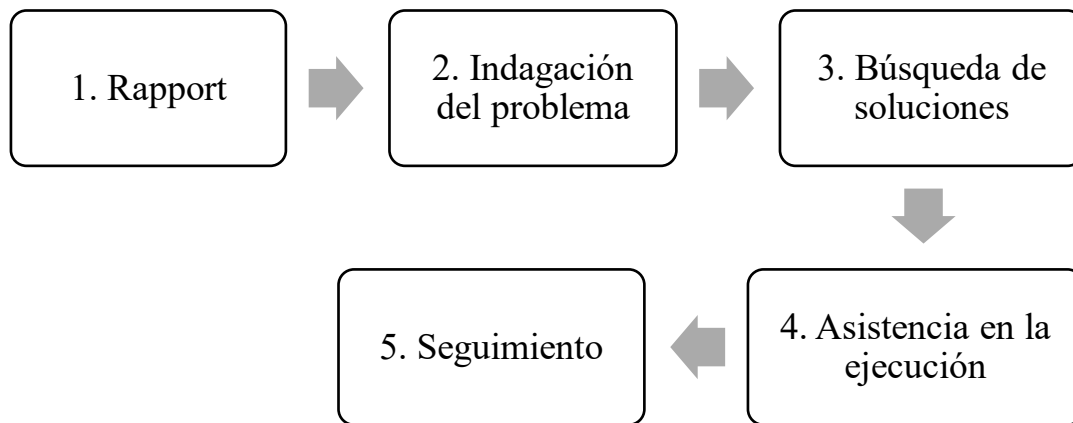 1. Rapport
2. Indagación
del problema
3. Búsqueda de
soluciones
4. Asistencia en la
ejecución
5. Seguimiento